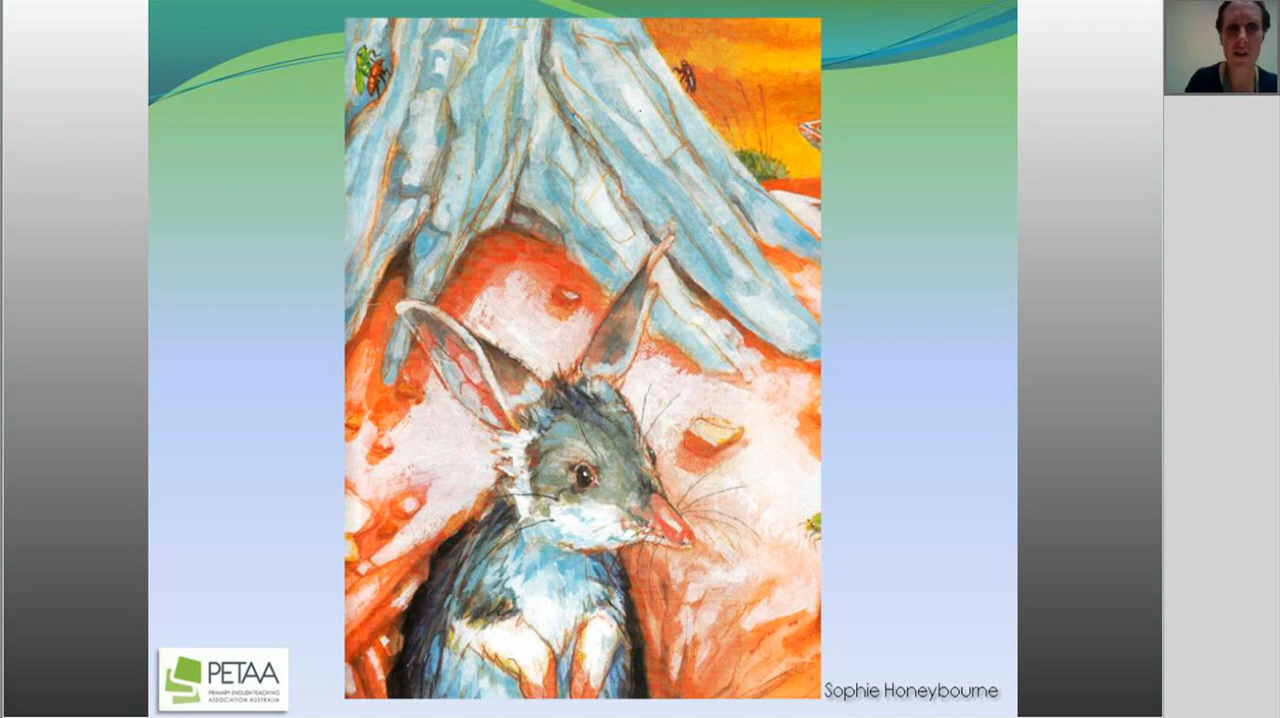 PETAA
PRIMARY ENGLISH TEACHING
ASSOCIATION AUSTRALIA
Sophie Honeybourne